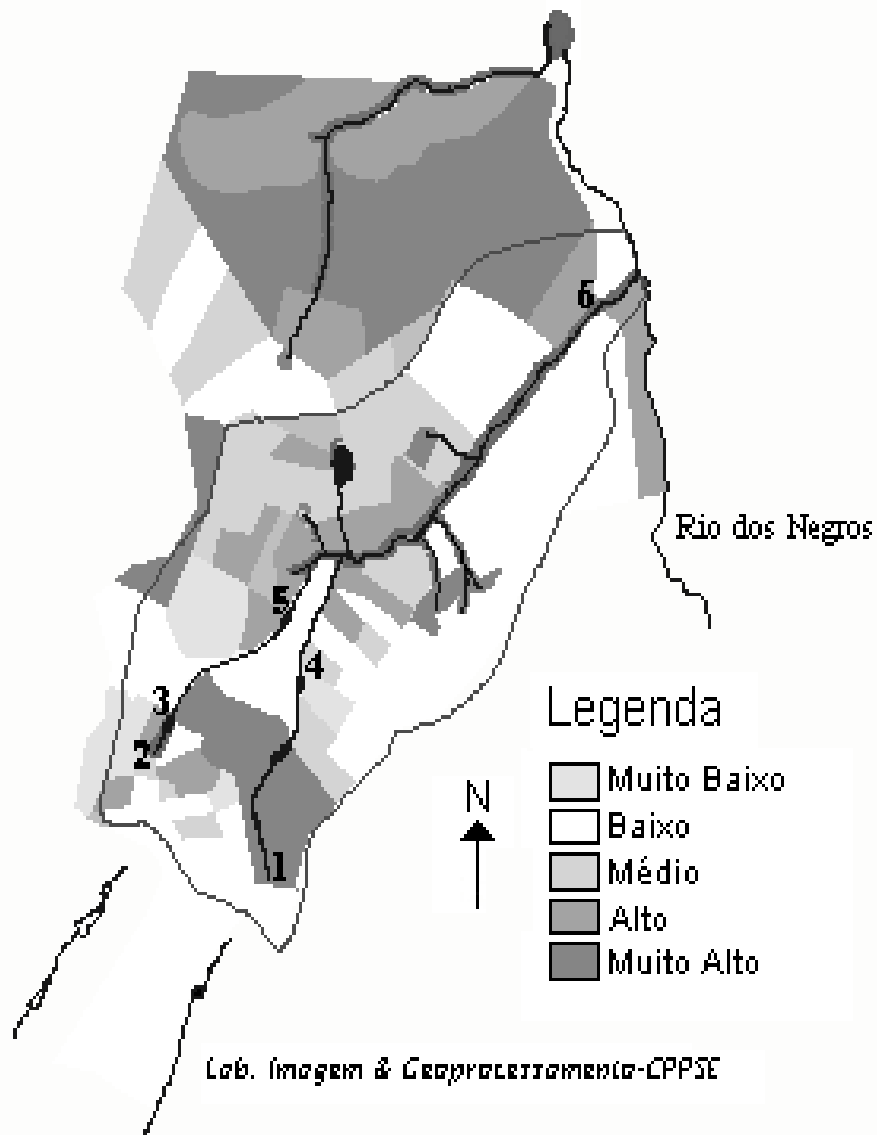 6
Rio dos Negros
5
4
3
2
1
N
Legenda
Muito Baixo
Baixo
Médio
Alto
Muito Alto
Lab. Imagem & Geoprocessamento-CPPSE